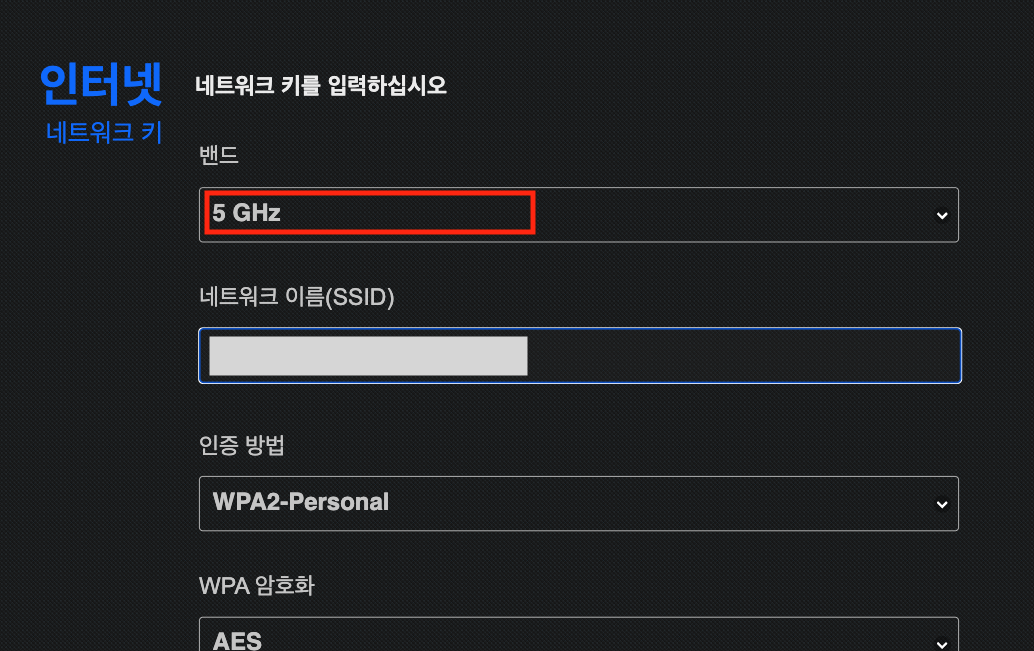 인터넷
네트워크 키
네트워크 키를 입력하십시오
밴드
5 GHz
네트워크 이름(SSID)
인증 방법
WPA2-Personal
WPA 암호화
AES